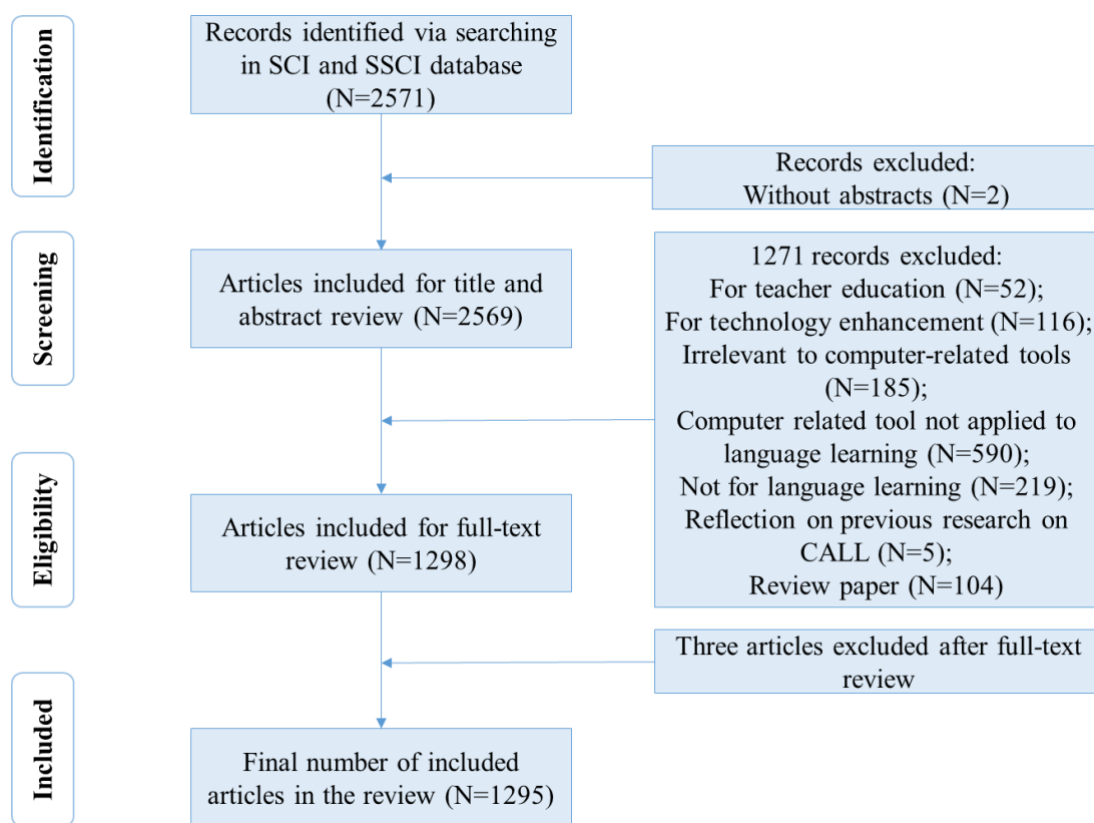 Identification
Records identified via searching
in SCI and SSCI database
(N=2571)
Records excluded:
Without abstracts (N=2)
Screening
Articles included for title and
abstract review (N=2569)
1271 records excluded:
For teacher education (N=52);
For technology enhancement (N=116);
Irrelevant to computer-related tools
(N=185);
Computer related tool not applied to
language learning (N=590);
Not for language learning (N=219);
Reflection on previous research on
CALL (N=5);
Review paper (N=104)
Eligibility
Articles included for full-text
review (N=1298)
Three articles excluded after full-text
review
Included
Final number of included
articles in the review (N=1295)